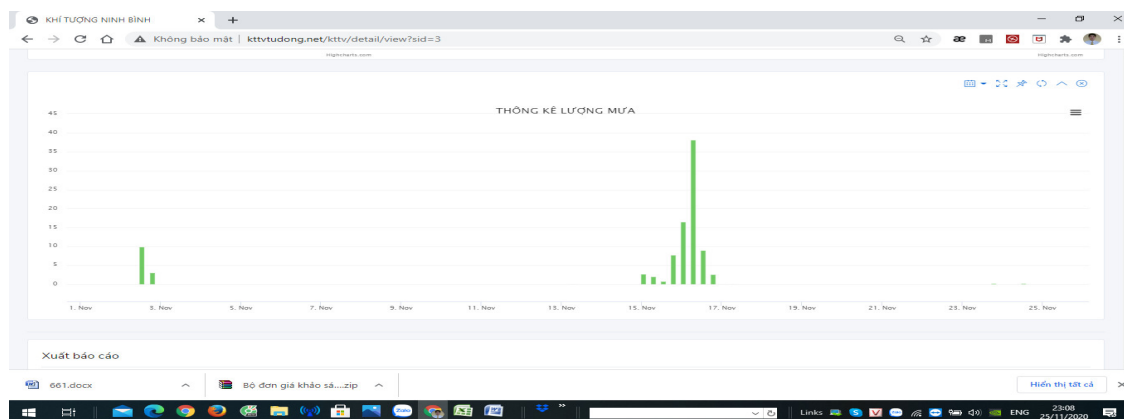 KHÍ TƯỢNG NINH BÌNH
Không bảo mật | kttvtudong.net/kttv/detail/view?sid=3
Highcharts.com Highcharts.com
THỐNG KÊ LƯỢNG MƯA
45
40
35
30
25
20
15
10
5
0
1. Nov 3. Nov 5. Nov 7. Nov 9. Nov 11. Nov 13. Nov 15. Nov 17. Nov 19. Nov 21. Nov 23. Nov 25. Nov
Xuất báo cáo
661.docx Bộ đơn giá khảo sá....zip Hiển thị tất cả
Links ENG 23:08
25/11/2020